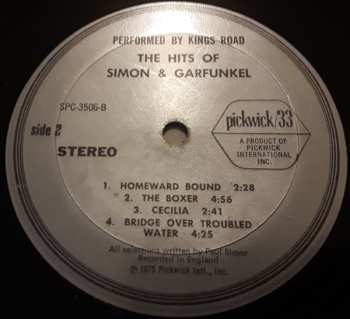 PERFORMED BY KINGS ROAD
THE HITS OF
SIMON & GARFUNKEL
SPC-3506-B
side 2
STEREO
pickwick/33
A PRODUCT OF
PICKWICK
INTERNATIONAL
INC.
1. HOMEWARD BOUND 2:28
2. THE BOXER 4:56
3. CECILIA 2:41
4. BRIDGE OVER TROUBLED
WATER 4:25
All selections written by Paul Simon
Recorded in England
℗ 1975 Pickwick Intl., Inc.